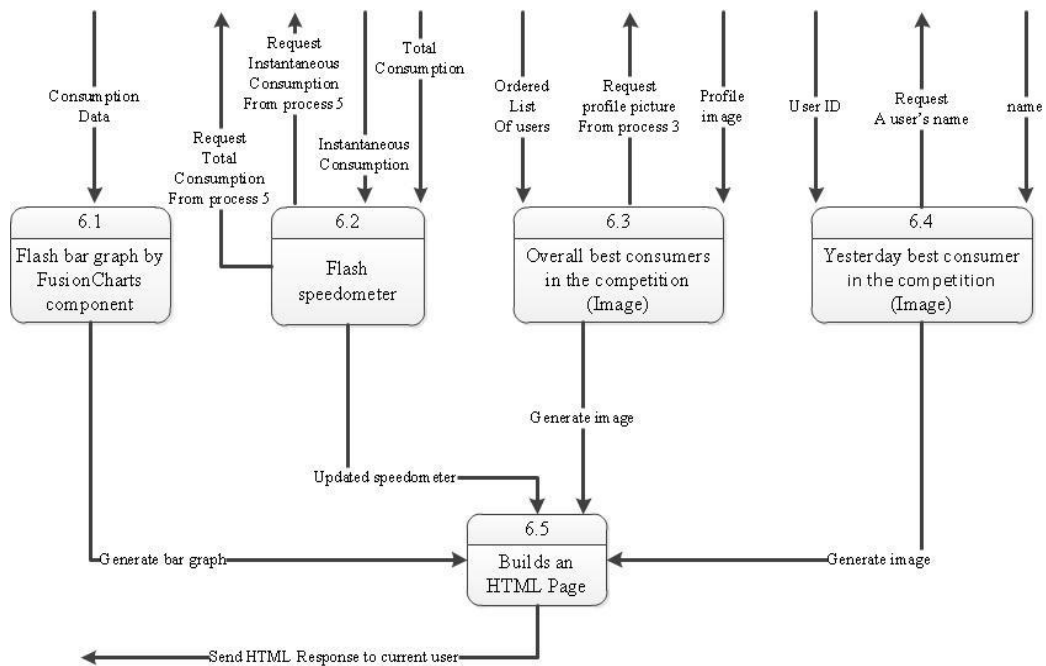 Consumption
Data
Request
Total
Consumption
From process 5
Request
Instantaneous
Consumption
From process 5
Instantaneous
Consumption
Total
Consumption
Ordered
List
Of users
Request
profile picture
From process 3
Profile
image
User ID
Request
A user's name
name
6.1
Flash bar graph by
FusionCharts
component
6.2
Flash
speedometer
6.3
Overall best consumers
in the competition
(Image)
6.4
Yesterday best consumer
in the competition
(Image)
Generate image
Updated speedometer
Generate bar graph
6.5
Builds an
HTML Page
Generate image
Send HTML Response to current user